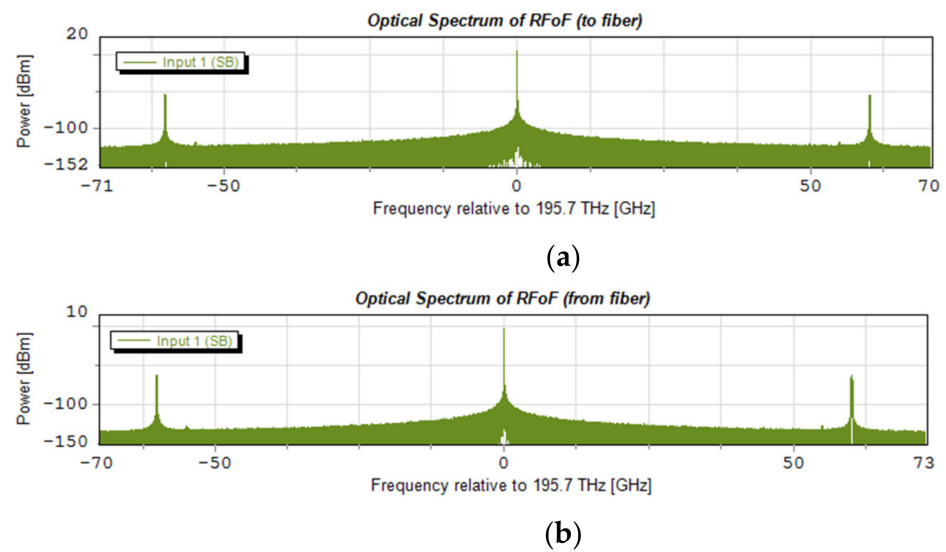 Optical Spectrum of RFoF (to fiber)
20
Input 1 (SB)
Power [dBm]
−100
−152
−71 −50 0 50 70
Frequency relative to 195.7 THz [GHz]
(a)
Optical Spectrum of RFoF (from fiber)
10
Input 1 (SB)
Power [dBm]
−100
−150
−70 −50 0 50 73
Frequency relative to 195.7 THz [GHz]
(b)